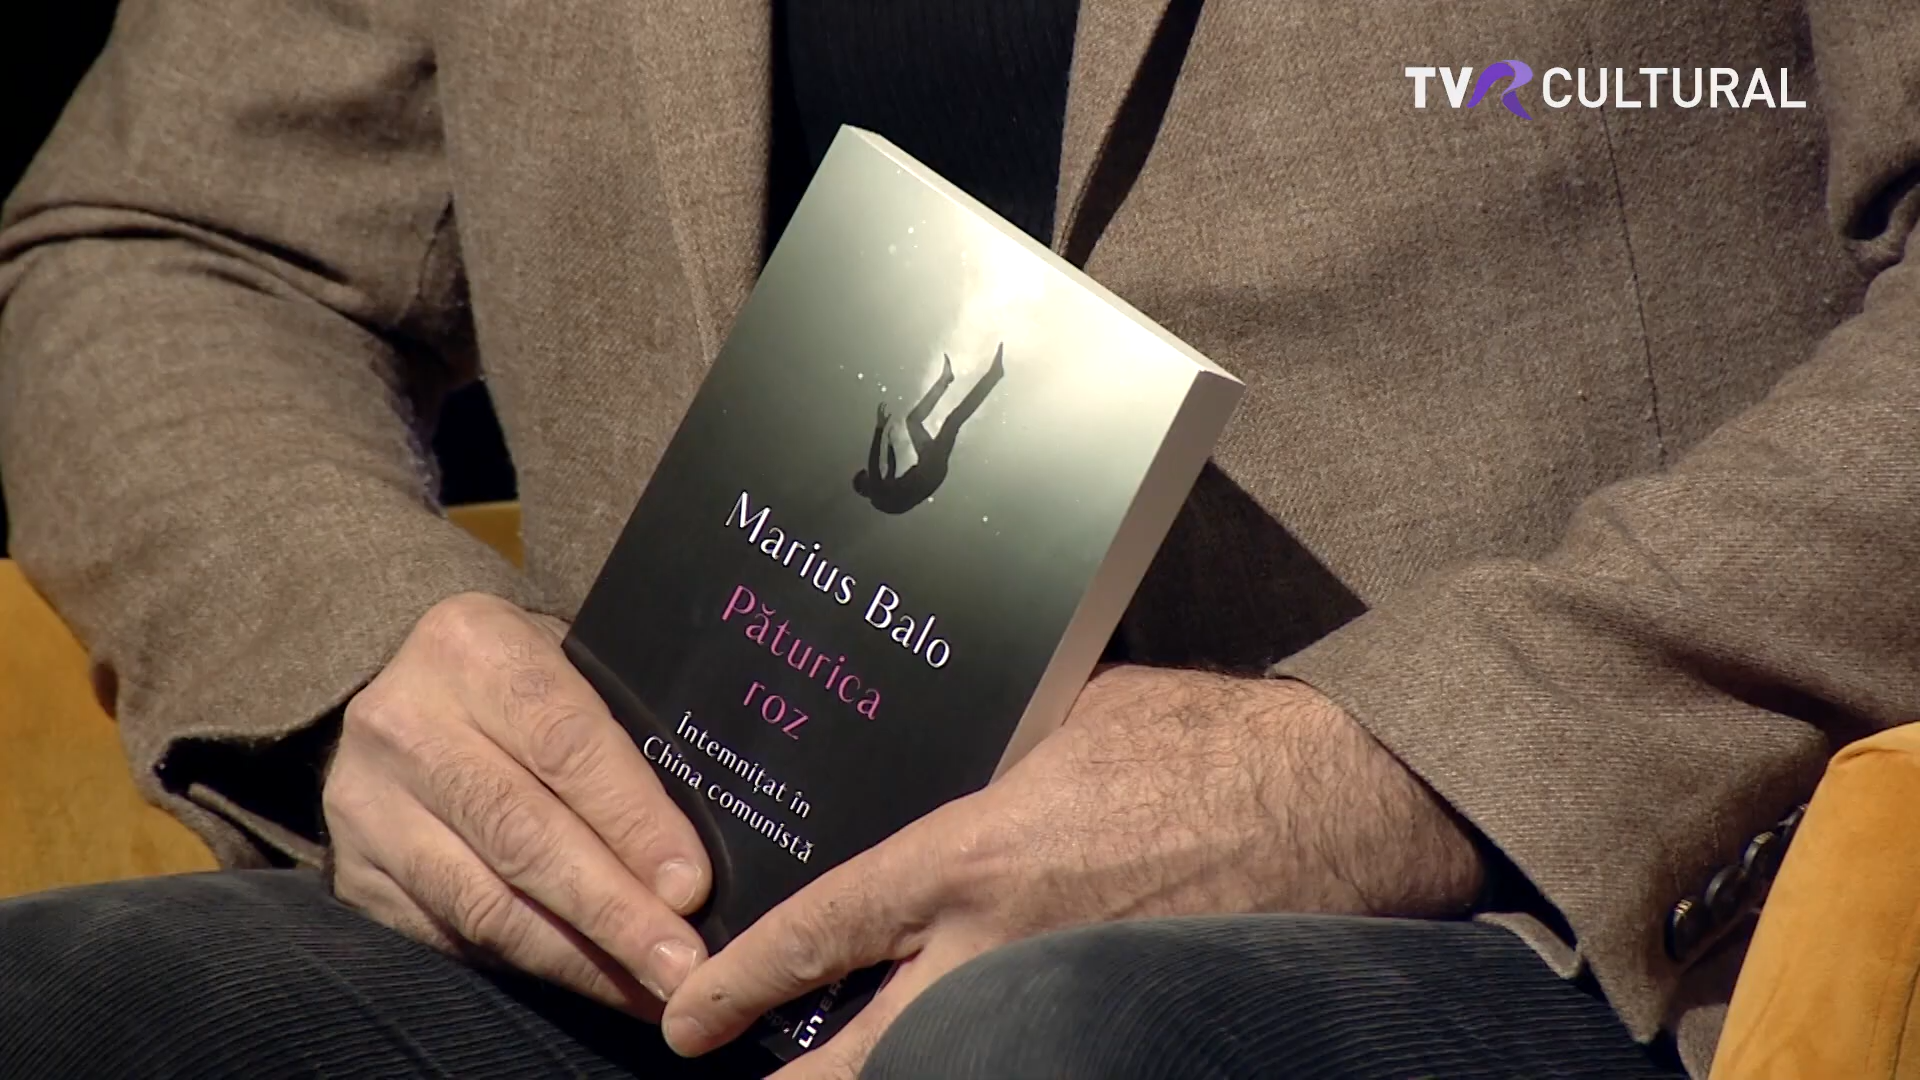 TVR CULTURAL
Marius Balo
Păturica
roz
Întemnițat în
China comunistă